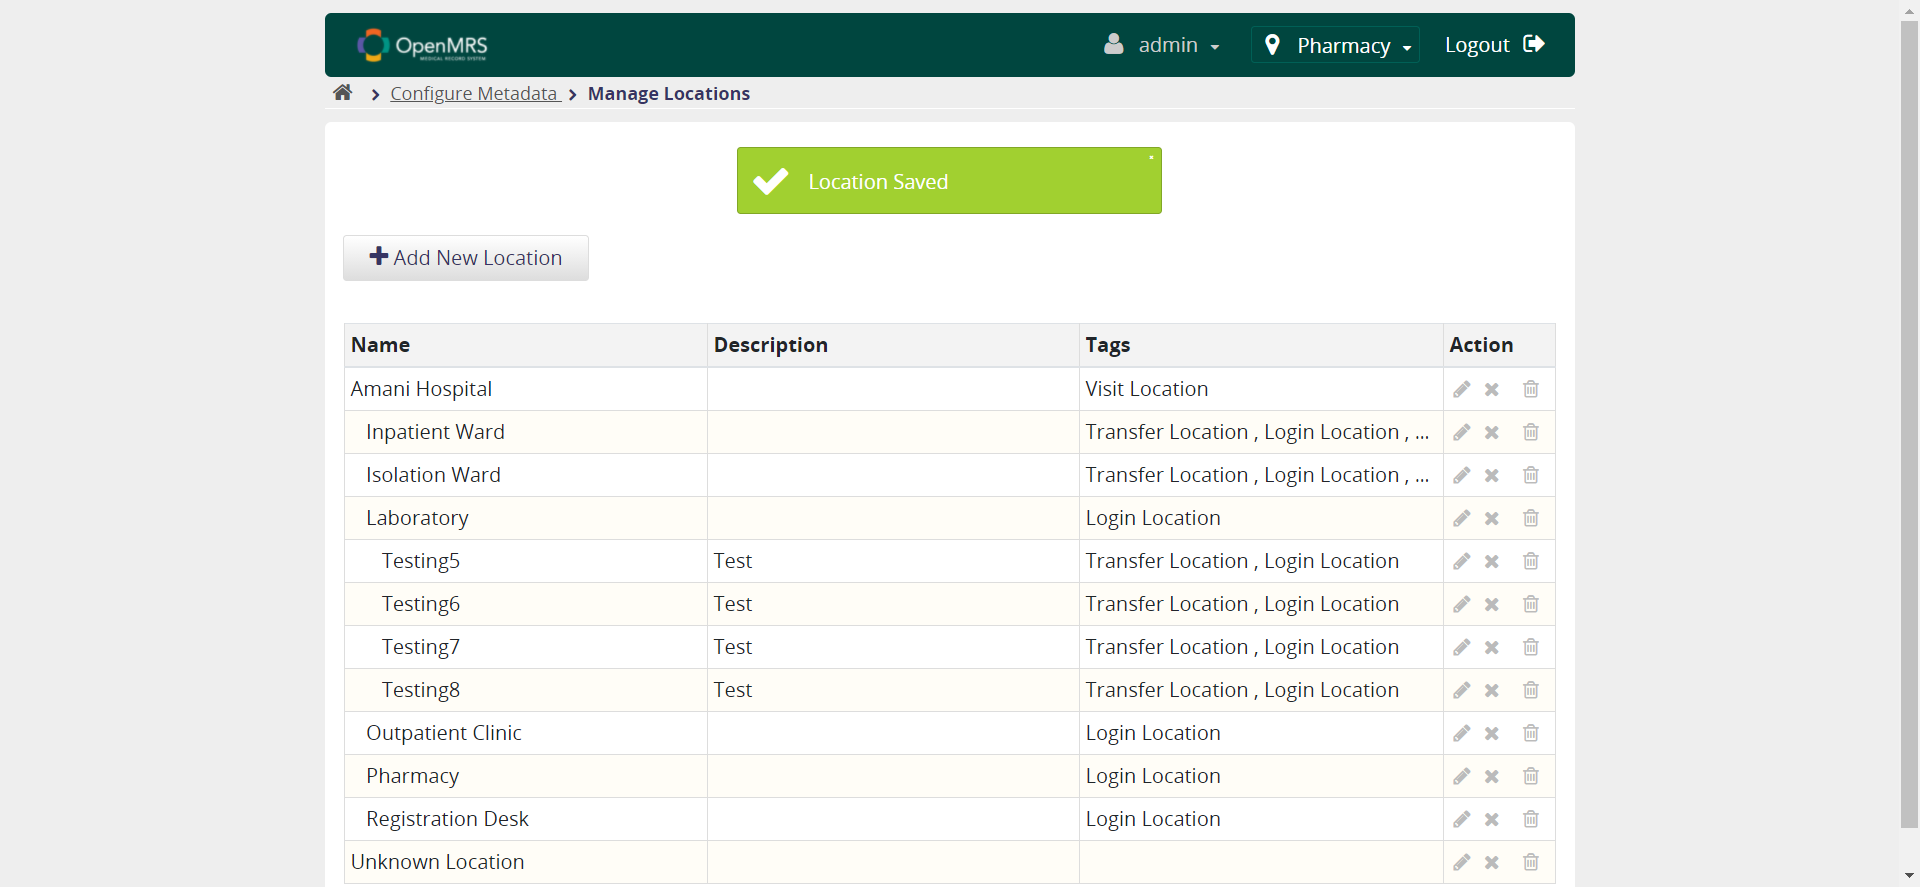 OpenMRS
MEDICAL RECORD SYSTEM
admin
Pharmacy
Logout
Configure Metadata
Manage Locations
Location Saved
Add New Location
Name Description Tags Action
Amani Hospital Visit Location
Inpatient Ward Transfer Location , Login Location , ...
Isolation Ward Transfer Location , Login Location , ...
Laboratory Login Location
Testing5 Test Transfer Location , Login Location
Testing6 Test Transfer Location , Login Location
Testing7 Test Transfer Location , Login Location
Testing8 Test Transfer Location , Login Location
Outpatient Clinic Login Location
Pharmacy Login Location
Registration Desk Login Location
Unknown Location